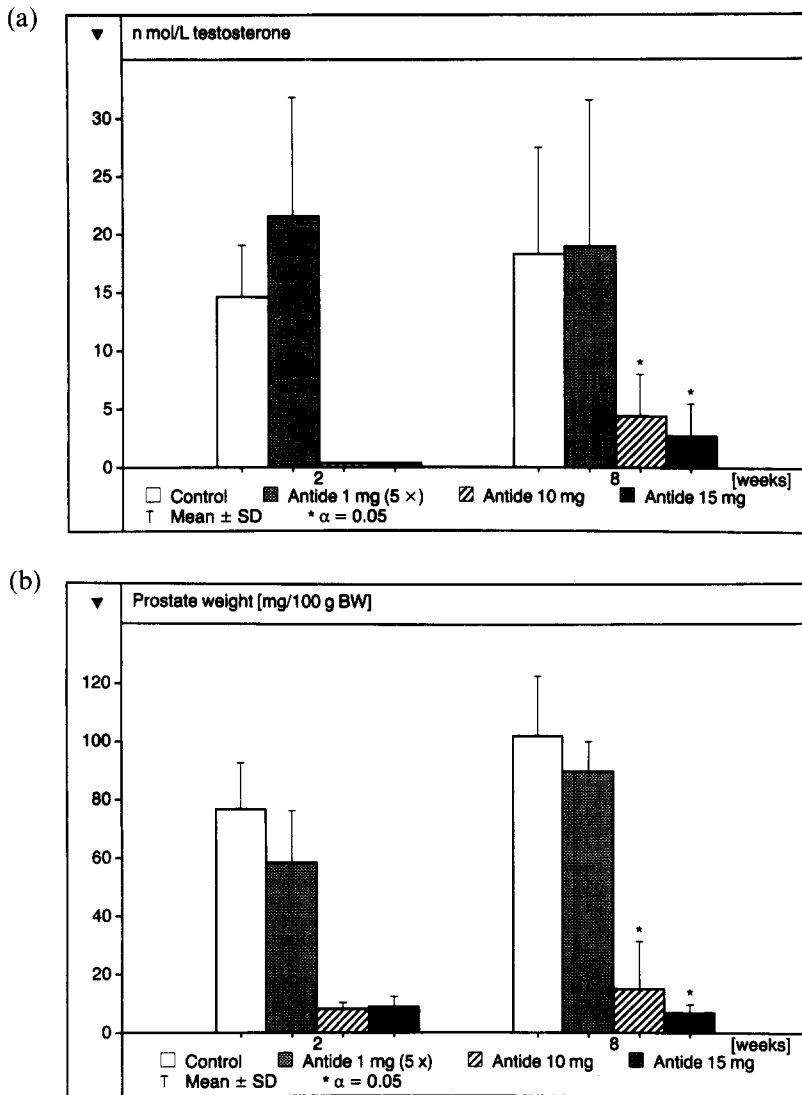 (a)
▼ n mol/L testosterone
30
25
20
15
10
5
0
* *
2 8 [weeks]
Control Antide 1 mg (5 ×) Antide 10 mg Antide 15 mg
Mean ± SD * α = 0.05
(b)
▼ Prostate weight [mg/100 g BW]
120
100
80
60
40
20
0
* *
2 8 [weeks]
Control Antide 1 mg (5 x) Antide 10 mg Antide 15 mg
Mean ± SD * α = 0.05